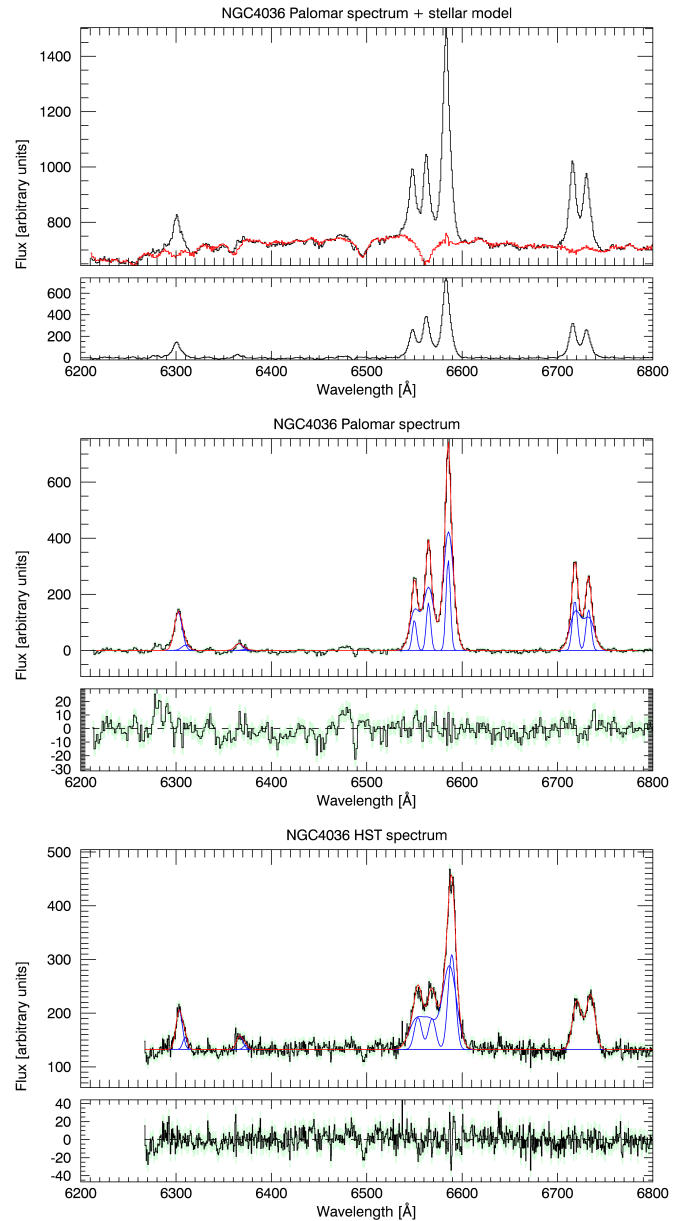 NGC4036 Palomar spectrum + stellar model
1400
1200
1000
800
Flux [arbitrary units]
600
400
200
0
6200 6300 6400 6500 6600 6700 6800
Wavelength [Å]
NGC4036 Palomar spectrum
600
400
200
0
Flux [arbitrary units]
20
10
0
-10
-20
-30
6200 6300 6400 6500 6600 6700 6800
Wavelength [Å]
NGC4036 HST spectrum
500
400
300
200
100
Flux [arbitrary units]
40
20
0
-20
-40
6200 6300 6400 6500 6600 6700 6800
Wavelength [Å]